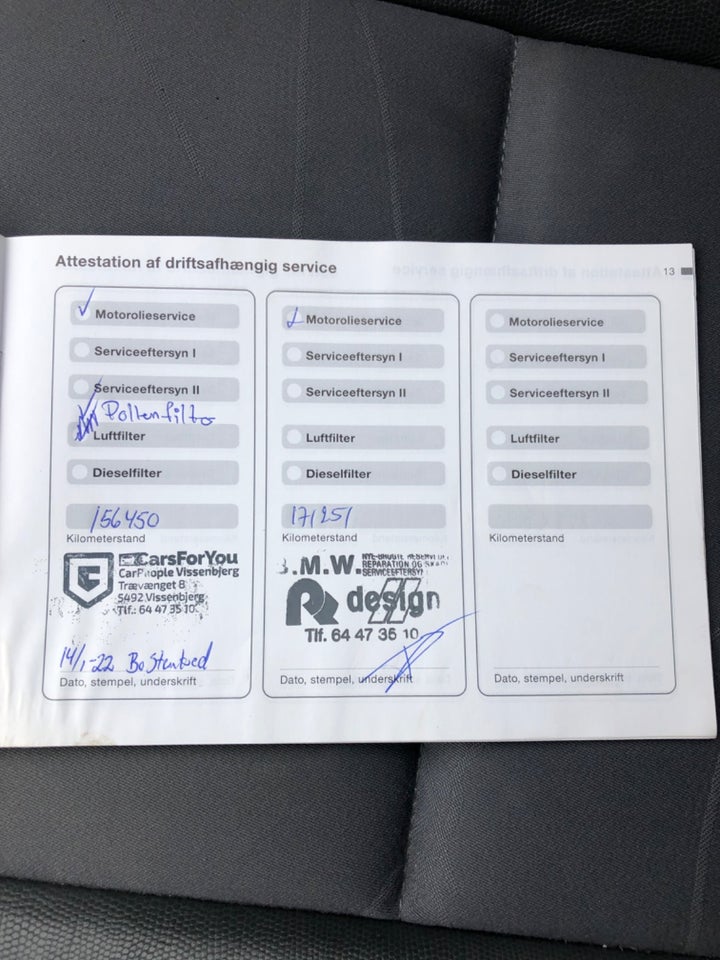 Attestation af driftsafhængig service
13
Motorolieservice
Serviceeftersyn I
Serviceeftersyn II
Pollenfilter
Luftfilter
Dieselfilter
156450
Kilometerstand
CarsForYou
CarPeople Vissenbjerg
Trævænget 8
5492 Vissenbjerg
Tlf.: 64 47 35 10
14/1-22 Bo
Dato, stempel, underskrift
Motorolieservice
Serviceeftersyn I
Serviceeftersyn II
Luftfilter
Dieselfilter
171251
Kilometerstand
.M.W.
REPARATION OG
SERVICEEFTERSYN
R design
Tlf. 64 47 36 10
Dato, stempel, underskrift
Motorolieservice
Serviceeftersyn I
Serviceeftersyn II
Luftfilter
Dieselfilter
Kilometerstand
Dato, stempel, underskrift